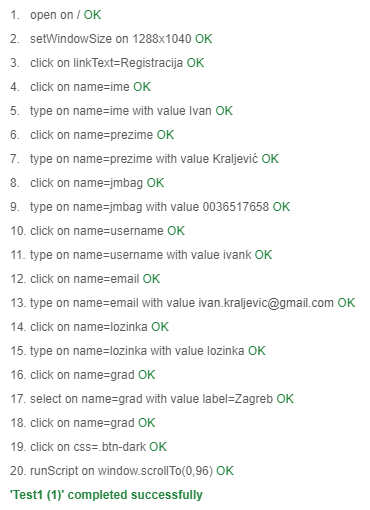 1. open on / OK
2. setWindowSize on 1288x1040 OK
3. click on linkText=Registracija OK
4. click on name=ime OK
5. type on name=ime with value Ivan OK
6. click on name=prezime OK
7. type on name=prezime with value Kraljević OK
8. click on name=jmbag OK
9. type on name=jmbag with value 0036517658 OK
10. click on name=username OK
11. type on name=username with value ivank OK
12. click on name=email OK
13. type on name=email with value ivan.kraljevic@gmail.com OK
14. click on name=lozinka OK
15. type on name=lozinka with value lozinka OK
16. click on name=grad OK
17. select on name=grad with value label=Zagreb OK
18. click on name=grad OK
19. click on css=.btn-dark OK
20. runScript on window.scrollTo(0,96) OK
'Test1 (1)' completed successfully